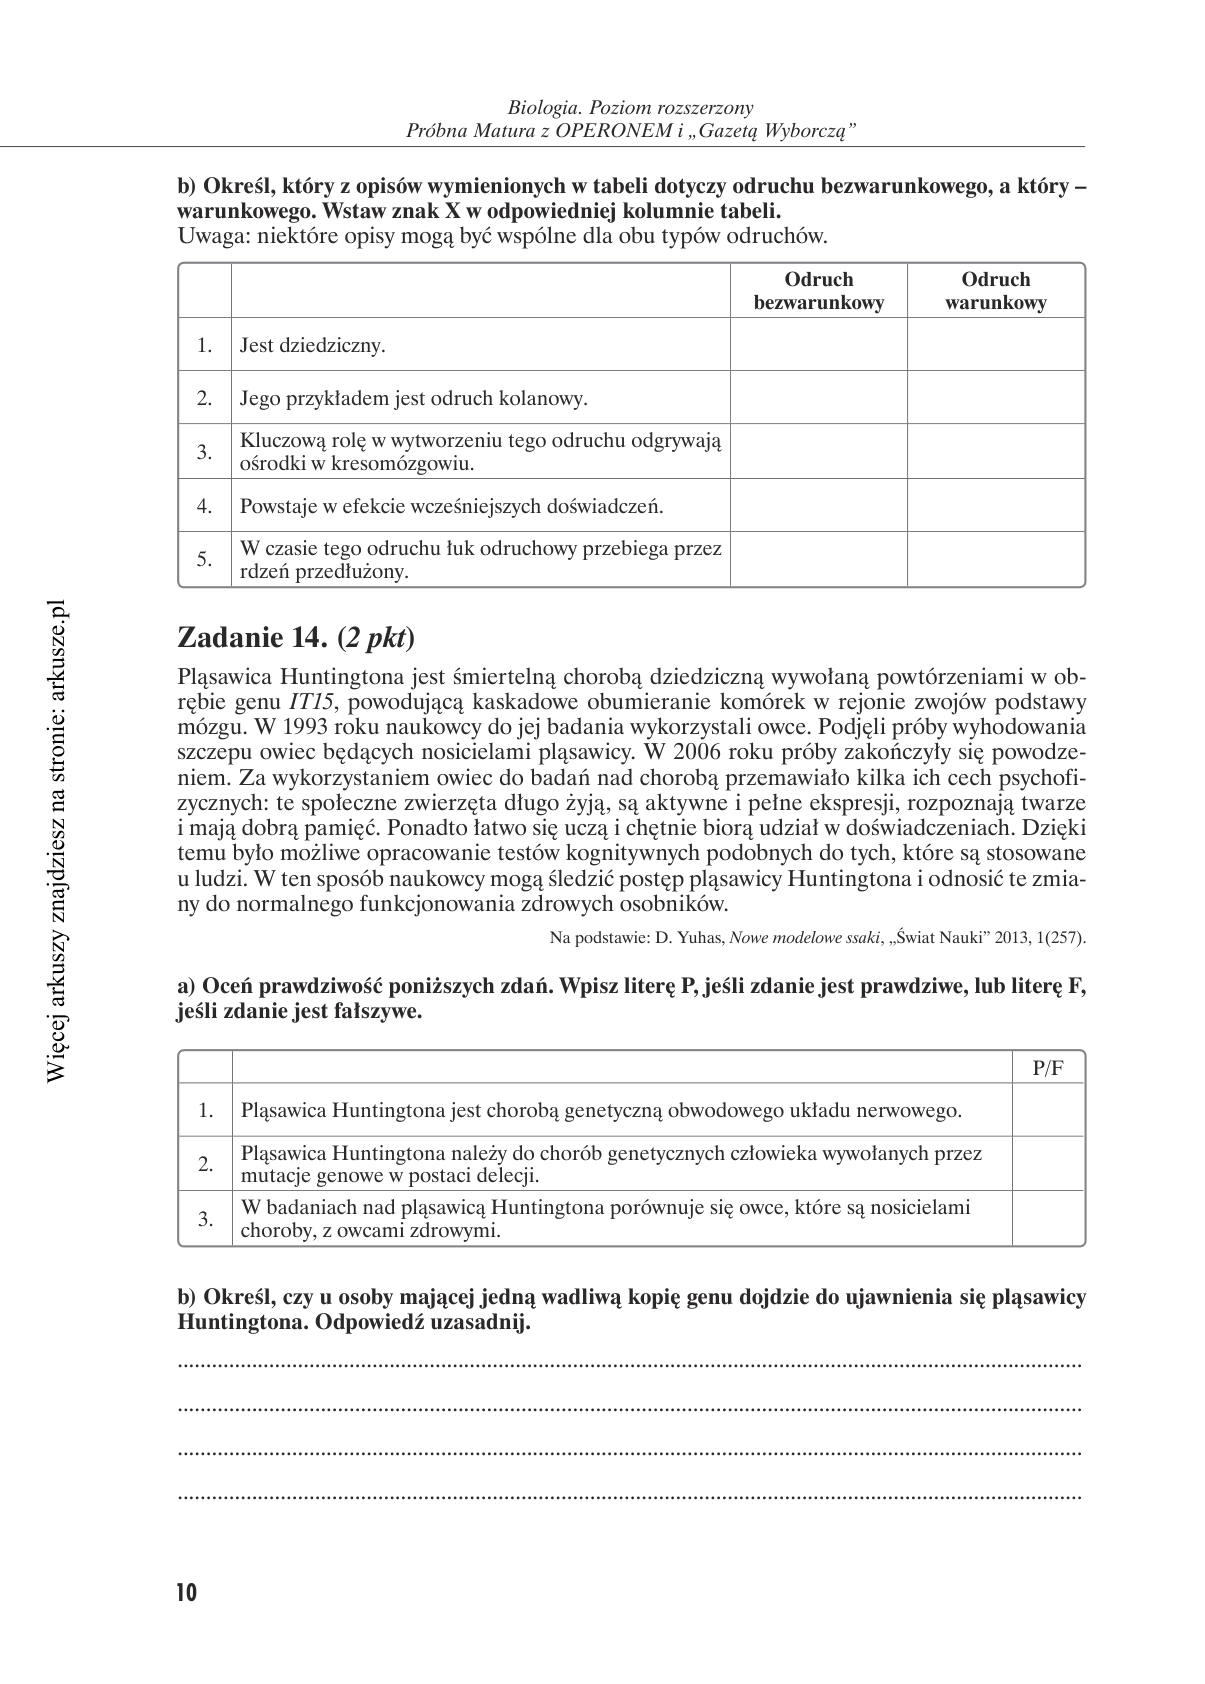 Biologia. Poziom rozszerzony
Próbna Matura z OPERONEM i „Gazetą Wyborczą”
b) Określ, który z opisów wymienionych w tabeli dotyczy odruchu bezwarunkowego, a który –
warunkowego. Wstaw znak X w odpowiedniej kolumnie tabeli.
Uwaga: niektóre opisy mogą być wspólne dla obu typów odruchów.
Odruch bezwarunkowy
Odruch warunkowy
1. Jest dziedziczny.
2. Jego przykładem jest odruch kolanowy.
3. Kluczową rolę w wytworzeniu tego odruchu odgrywają
ośrodki w kresomózgowiu.
4. Powstaje w efekcie wcześniejszych doświadczeń.
5. W czasie tego odruchu łuk odruchowy przebiega przez
rdzeń przedłużony.
Zadanie 14. (2 pkt)
Pląsawica Huntingtona jest śmiertelną chorobą dziedziczną wywołaną powtórzeniami w ob-
rębie genu IT15, powodującą kaskadowe obumieranie komórek w rejonie zwojów podstawy
mózgu. W 1993 roku naukowcy do jej badania wykorzystali owce. Podjęli próby wyhodowania
szczepu owiec będących nosicielami pląsawicy. W 2006 roku próby zakończyły się powodze-
niem. Za wykorzystaniem owiec do badań nad chorobą przemawiało kilka ich cech psychofi-
zycznych: te społeczne zwierzęta długo żyją, są aktywne i pełne ekspresji, rozpoznają twarze
i mają dobrą pamięć. Ponadto łatwo się uczą i chętnie biorą udział w doświadczeniach. Dzięki
temu było możliwe opracowanie testów kognitywnych podobnych do tych, które są stosowane
u ludzi. W ten sposób naukowcy mogą śledzić postęp pląsawicy Huntingtona i odnosić te zmia-
ny do normalnego funkcjonowania zdrowych osobników.
Na podstawie: D. Yuhas, Nowe modelowe ssaki, „Świat Nauki” 2013, 1(257).
a) Oceń prawdziwość poniższych zdań. Wpisz literę P, jeśli zdanie jest prawdziwe, lub literę F,
jeśli zdanie jest fałszywe.
P/F
1. Pląsawica Huntingtona jest chorobą genetyczną obwodowego układu nerwowego.
2. Pląsawica Huntingtona należy do chorób genetycznych człowieka wywołanych przez
mutacje genowe w postaci delecji.
3. W badaniach nad pląsawicą Huntingtona porównuje się owce, które są nosicielami
choroby, z owcami zdrowymi.
b) Określ, czy u osoby mającej jedną wadliwą kopię genu dojdzie do ujawnienia się pląsawicy
Huntingtona. Odpowiedź uzasadnij.
10
Więcej arkuszy znajdziesz na stronie: arkusze.pl